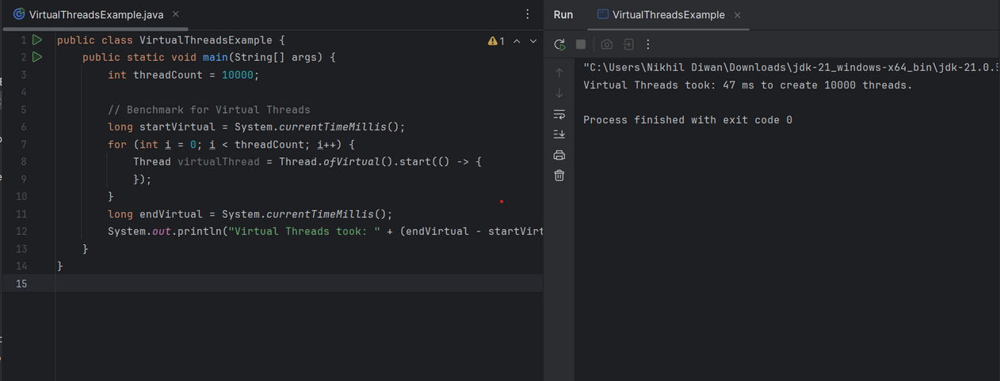 VirtualThreadsExample.java
1 public class VirtualThreadsExample {
2 public static void main(String[] args) {
3 int threadCount = 10000;
4
5 // Benchmark for Virtual Threads
6 long startVirtual = System.currentTimeMillis();
7 for (int i = 0; i < threadCount; i++) {
8 Thread virtualThread = Thread.ofVirtual().start(() -> {
9 });
10 }
11 long endVirtual = System.currentTimeMillis();
12 System.out.println("Virtual Threads took: " + (endVirtual - startVirt
13 }
14 }
15
1
Run VirtualThreadsExample
"C:\Users\Nikhil Diwan\Downloads\jdk-21_windows-x64_bin\jdk-21.0.5
Virtual Threads took: 47 ms to create 10000 threads.
Process finished with exit code 0